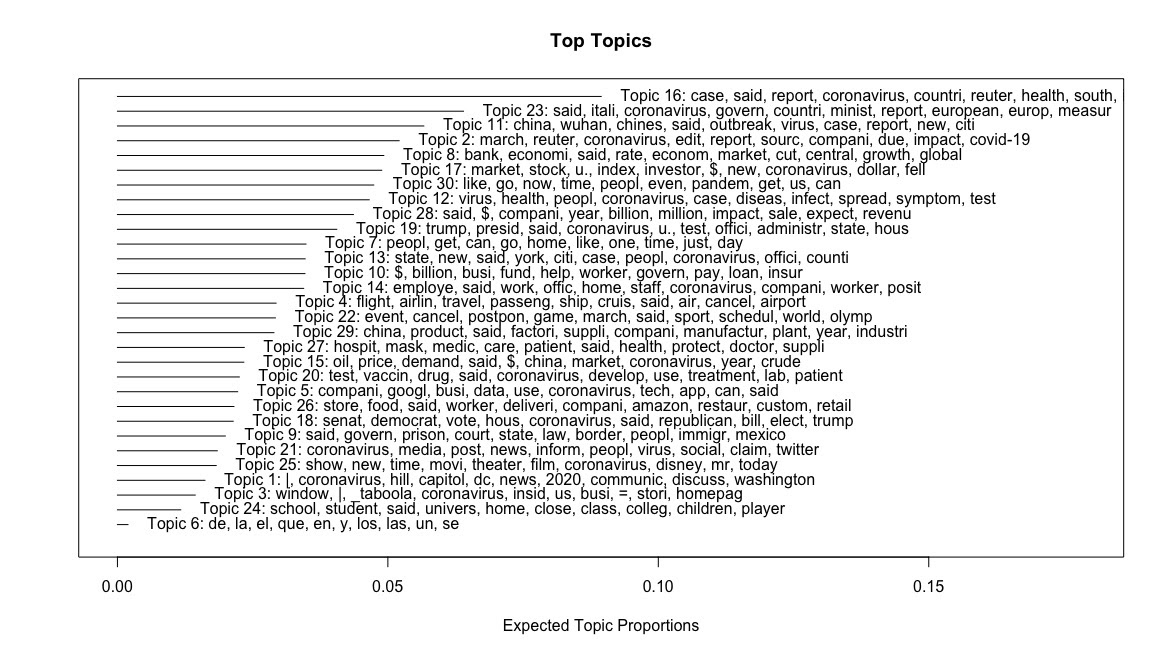 Top Topics
Topic 16: case, said, report, coronavirus, countri, reuter, health, south,
Topic 23: said, itali, coronavirus, govern, countri, minist, report, european, europ, measur
Topic 11: china, wuhan, chines, said, outbreak, virus, case, report, new, citi
Topic 2: march, reuter, coronavirus, edit, report, sourc, compani, due, impact, covid-19
Topic 8: bank, economi, said, rate, econom, market, cut, central, growth, global
Topic 17: market, stock, u., index, investor, $, new, coronavirus, dollar, fell
Topic 30: like, go, now, time, peopl, even, pandem, get, us, can
Topic 12: virus, health, peopl, coronavirus, case, diseas, infect, spread, symptom, test
Topic 28: said, $, compani, year, billion, million, impact, sale, expect, revenu
Topic 19: trump, presid, said, coronavirus, u., test, offici, administr, state, hous
Topic 7: peopl, get, can, go, home, like, one, time, just, day
Topic 13: state, new, said, york, citi, case, peopl, coronavirus, offici, counti
Topic 10: $, billion, busi, fund, help, worker, govern, pay, loan, insur
Topic 14: employe, said, work, offic, home, staff, coronavirus, compani, worker, posit
Topic 4: flight, airlin, travel, passeng, ship, cruis, said, air, cancel, airport
Topic 22: event, cancel, postpon, game, march, said, sport, schedul, world, olymp
Topic 29: china, product, said, factori, suppli, compani, manufactur, plant, year, industri
Topic 27: hospit, mask, medic, care, patient, said, health, protect, doctor, suppli
Topic 15: oil, price, demand, said, $, china, market, coronavirus, year, crude
Topic 20: test, vaccin, drug, said, coronavirus, develop, use, treatment, lab, patient
Topic 5: compani, googl, busi, data, use, coronavirus, tech, app, can, said
Topic 26: store, food, said, worker, deliveri, compani, amazon, restaur, custom, retail
Topic 18: senat, democrat, vote, hous, coronavirus, said, republican, bill, elect, trump
Topic 9: said, govern, prison, court, state, law, border, peopl, immigr, mexico
Topic 21: coronavirus, media, post, news, inform, peopl, virus, social, claim, twitter
Topic 25: show, new, time, movi, theater, film, coronavirus, disney, mr, today
Topic 1: |, coronavirus, hill, capitol, dc, news, 2020, communic, discuss, washington
Topic 3: window, |, _taboola, coronavirus, insid, us, busi, =, stori, homepag
Topic 24: school, student, said, univers, home, close, class, colleg, children, player
Topic 6: de, la, el, que, en, y, los, las, un, se
0.00 0.05 0.10 0.15
Expected Topic Proportions